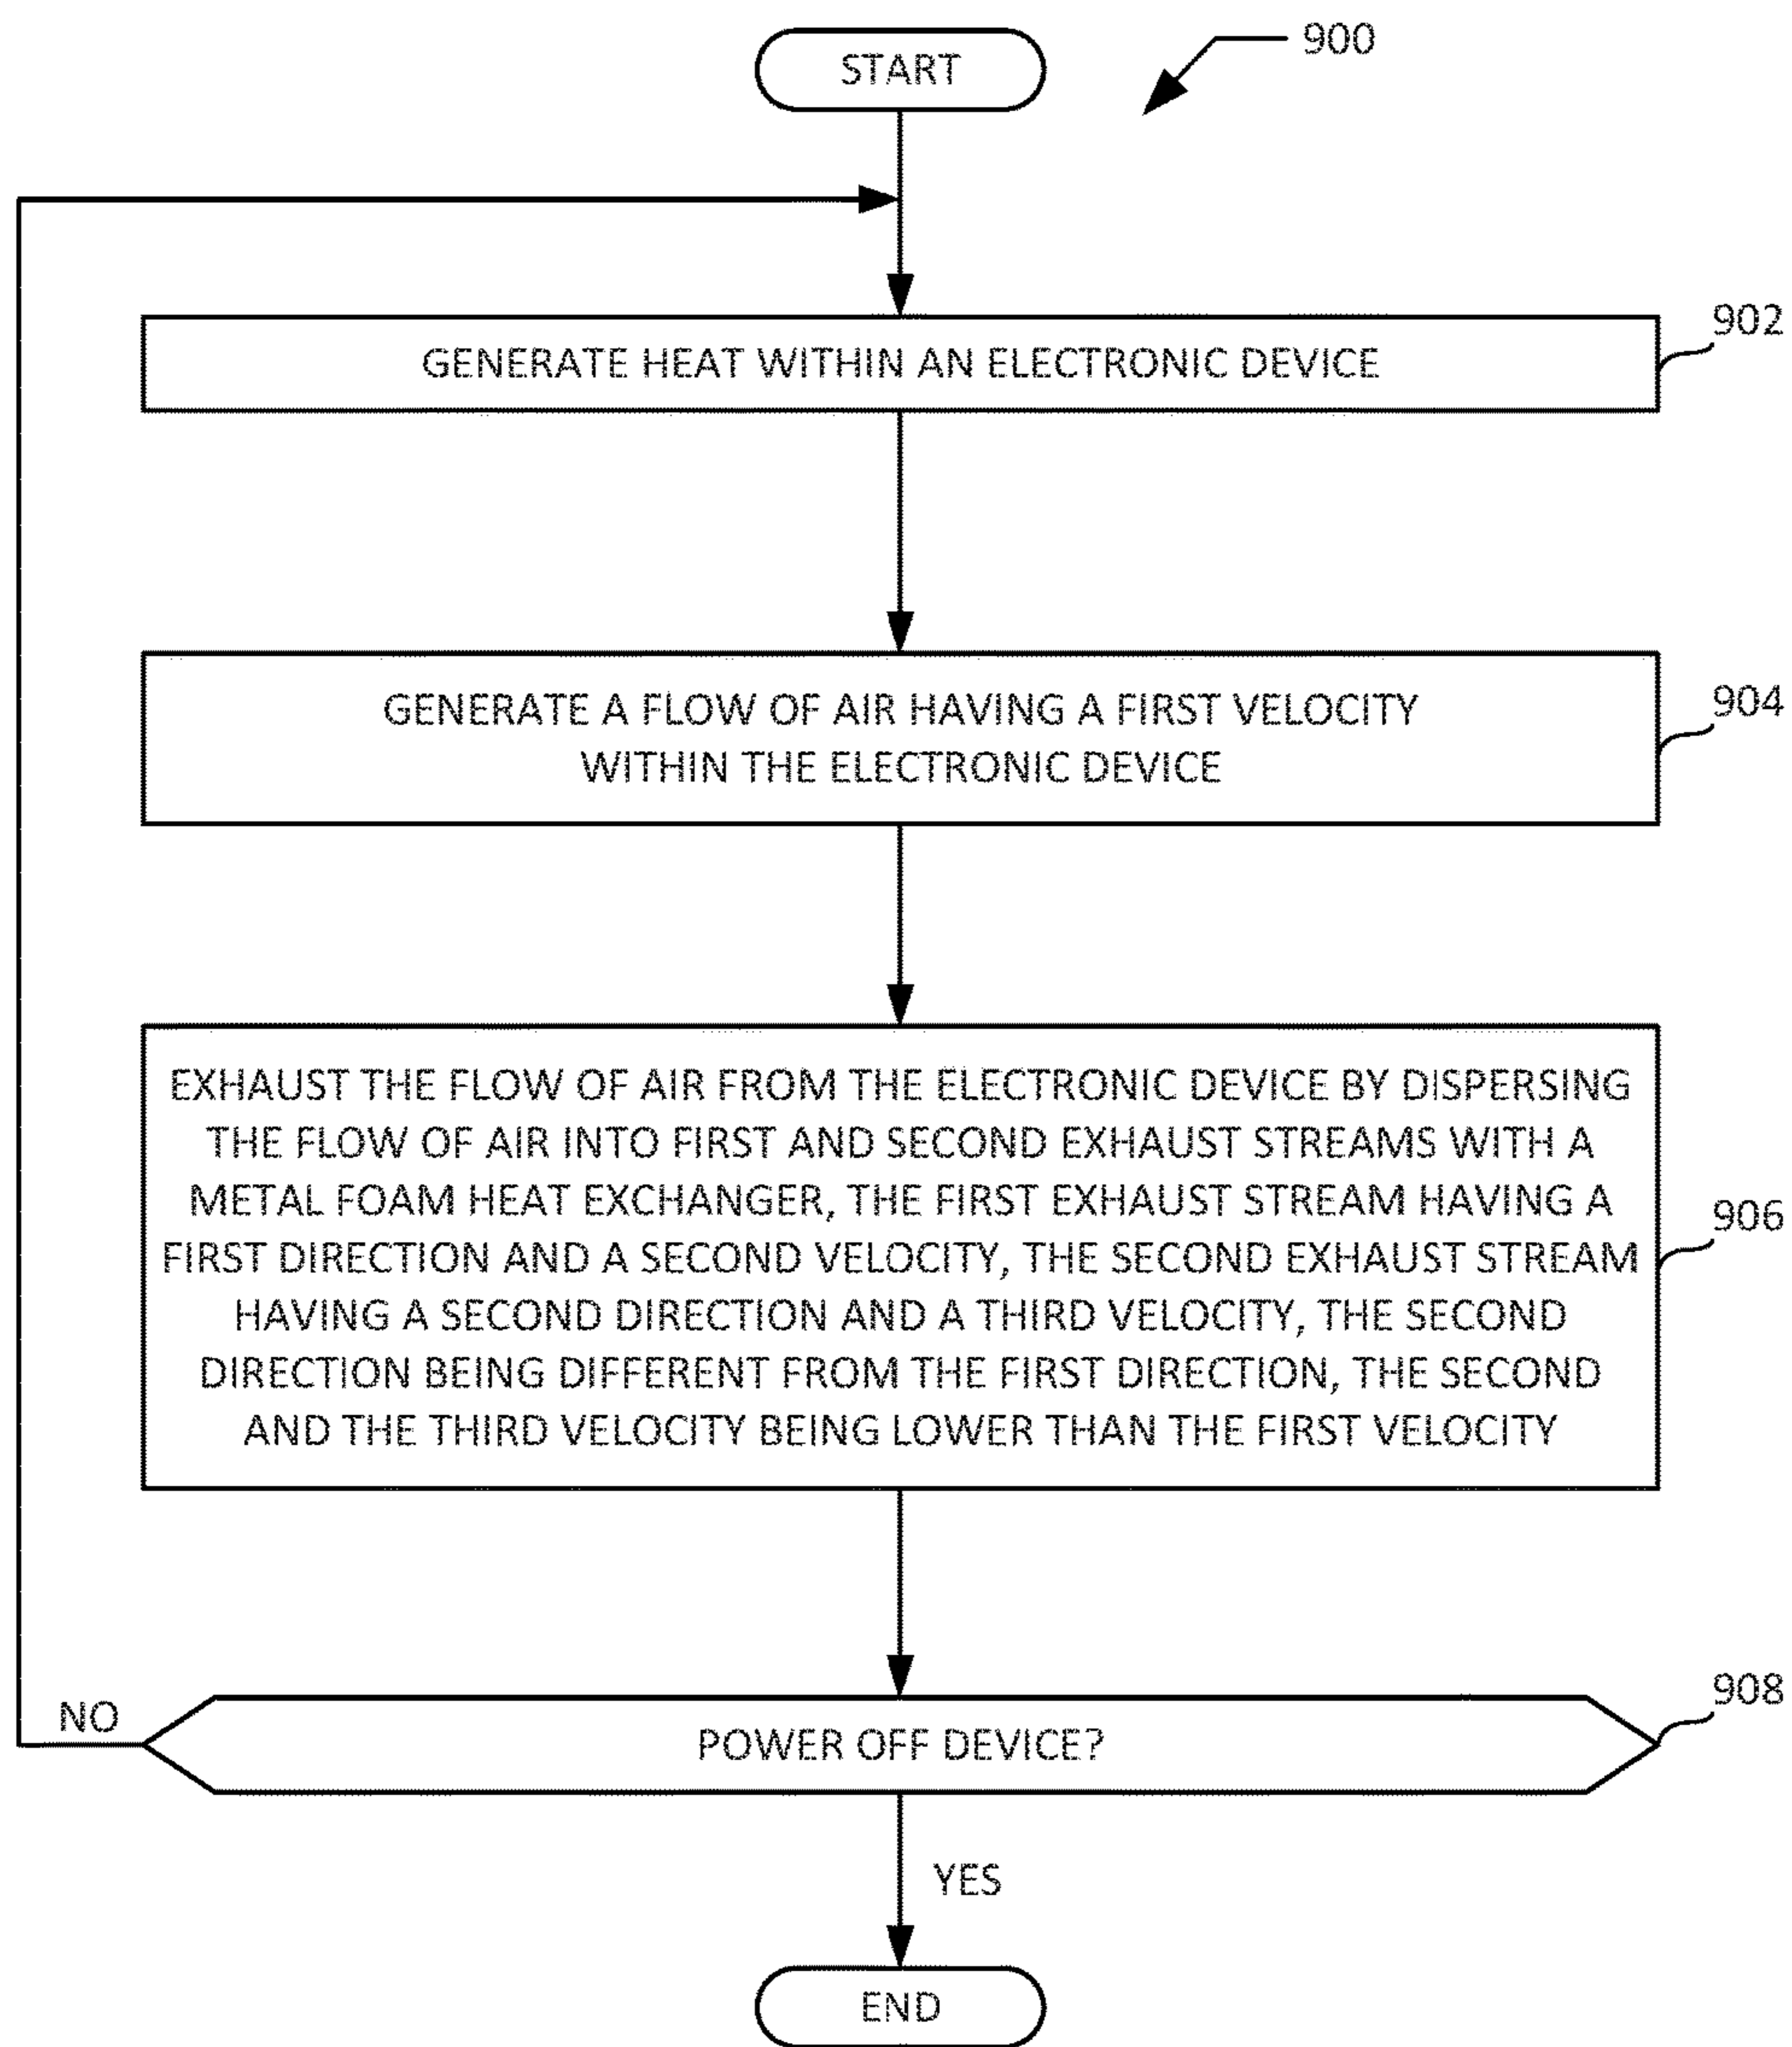 START
900
GENERATE HEAT WITHIN AN ELECTRONIC DEVICE
902
GENERATE A FLOW OF AIR HAVING A FIRST VELOCITY
WITHIN THE ELECTRONIC DEVICE
904
EXHAUST THE FLOW OF AIR FROM THE ELECTRONIC DEVICE BY DISPERSING
THE FLOW OF AIR INTO FIRST AND SECOND EXHAUST STREAMS WITH A
METAL FOAM HEAT EXCHANGER, THE FIRST EXHAUST STREAM HAVING A
FIRST DIRECTION AND A SECOND VELOCITY, THE SECOND EXHAUST STREAM
HAVING A SECOND DIRECTION AND A THIRD VELOCITY, THE SECOND
DIRECTION BEING DIFFERENT FROM THE FIRST DIRECTION, THE SECOND
AND THE THIRD VELOCITY BEING LOWER THAN THE FIRST VELOCITY
906
POWER OFF DEVICE?
908
NO
YES
END